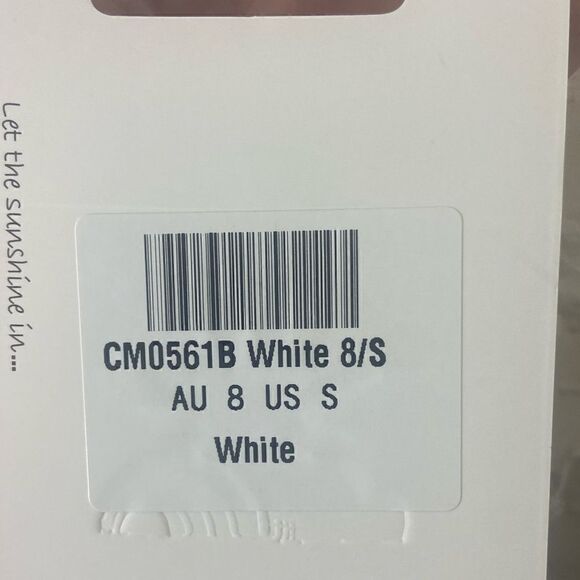 Let the sunshine in...
CM0561B White 8/S
AU 8 US S
White